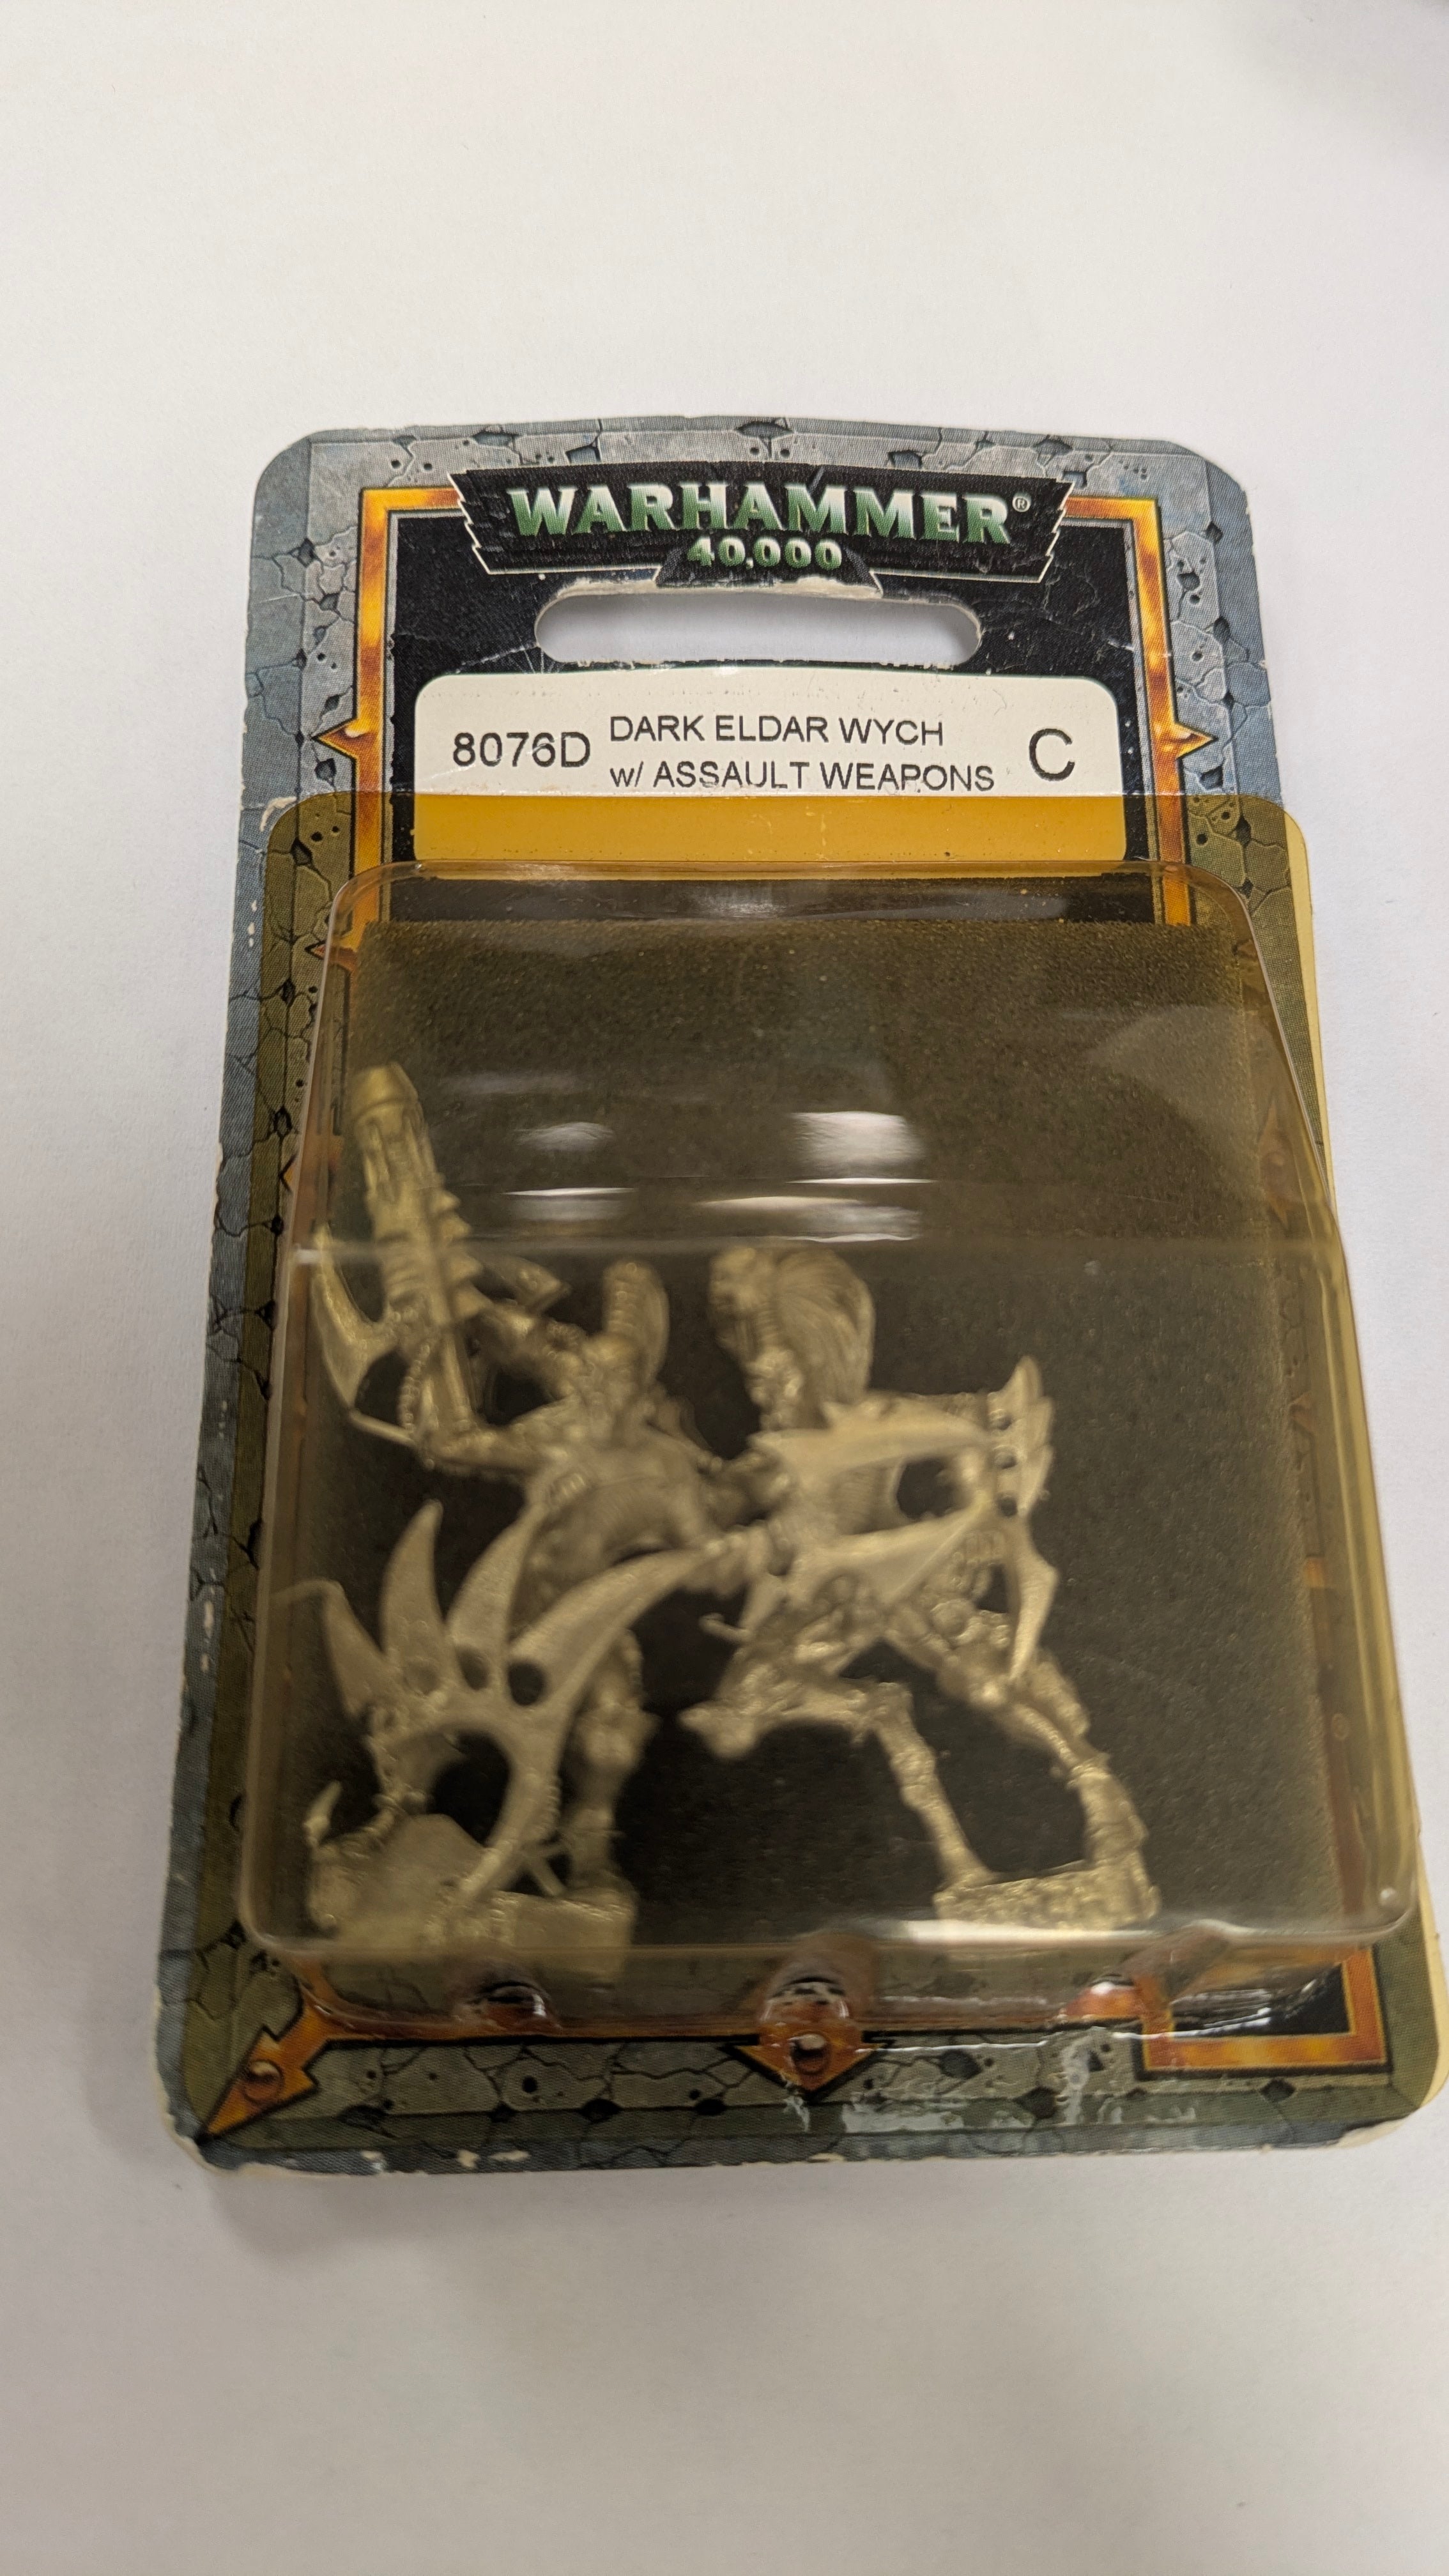 WARHAMMER®
40,000
8076D DARK ELDAR WYCH C
w/ ASSAULT WEAPONS